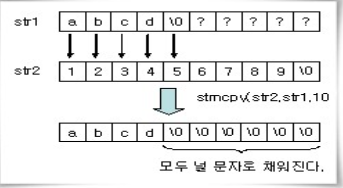 str1 a b c d \0 ? ? ? ? ?
str2 1 2 3 4 5 6 7 8 9 \0
strncpy(str2,str1,10
a b c d \0 \0 \0 \0 \0 \0
모두 널 문자로 채워진다.